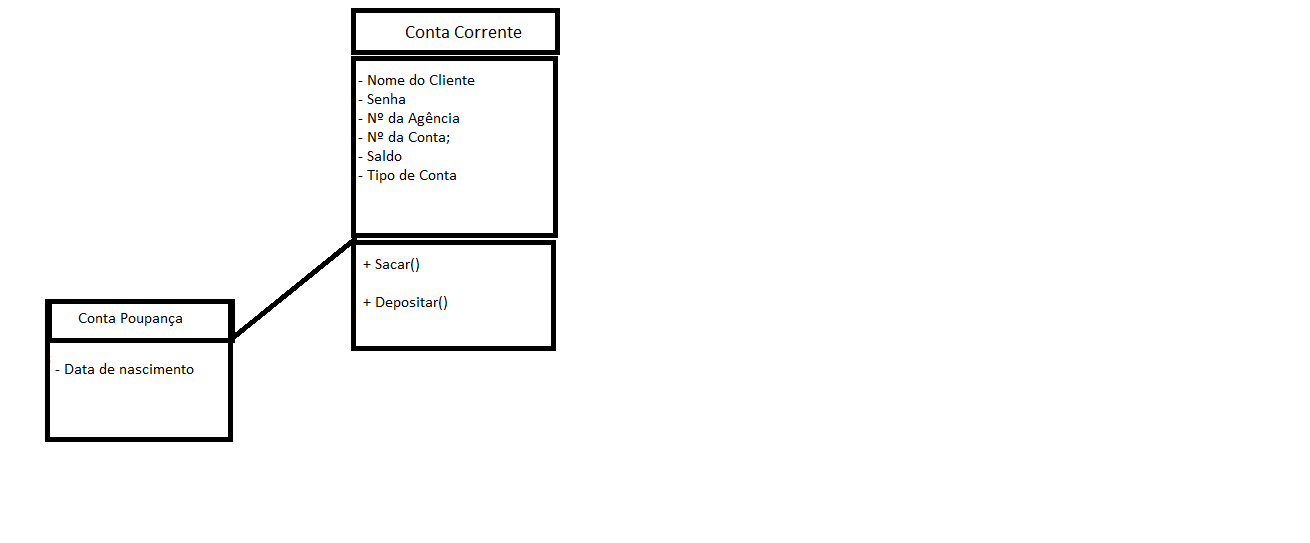 Conta Corrente
- Nome do Cliente
- Senha
- Nº da Agência
- Nº da Conta;
- Saldo
- Tipo de Conta
+ Sacar()
+ Depositar()
Conta Poupança
- Data de nascimento